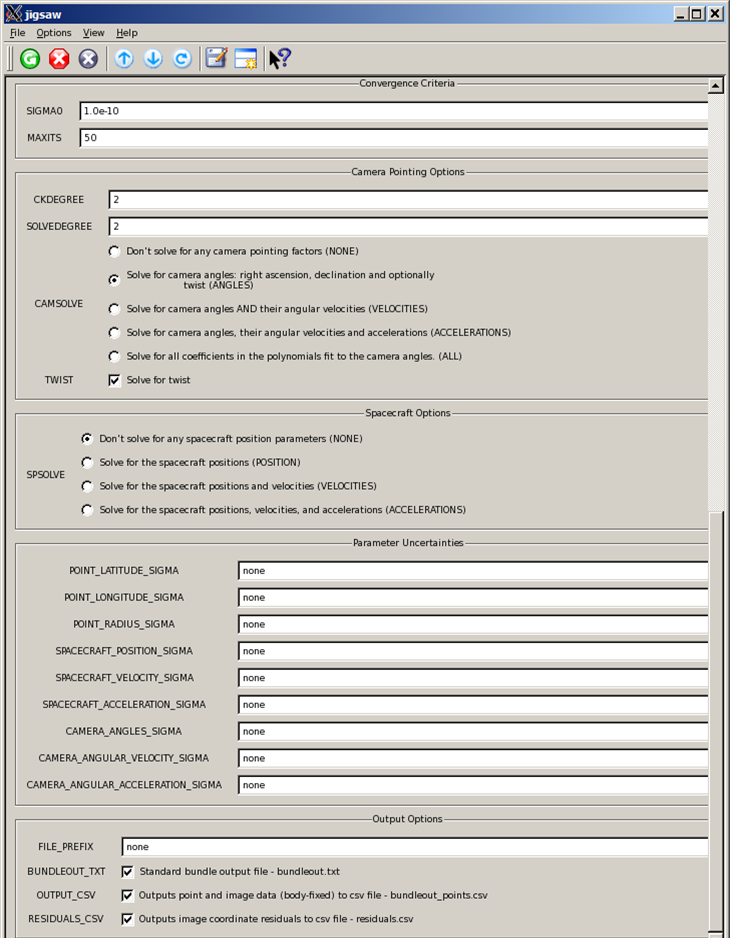 jigsaw
File Options View Help
Convergence Criteria
SIGMA0 1.0e-10
MAXITS 50
Camera Pointing Options
CKDEGREE 2
SOLVEDEGREE 2
Don't solve for any camera pointing factors (NONE)
Solve for camera angles: right ascension, declination and optionally
twist (ANGLES)
CAMSOLVE
Solve for camera angles AND their angular velocities (VELOCITIES)
Solve for camera angles, their angular velocities and accelerations (ACCELERATIONS)
Solve for all coefficients in the polynomials fit to the camera angles. (ALL)
TWIST Solve for twist
Spacecraft Options
Don't solve for any spacecraft position parameters (NONE)
Solve for the spacecraft positions (POSITION)
SPSOLVE
Solve for the spacecraft positions and velocities (VELOCITIES)
Solve for the spacecraft positions, velocities, and accelerations (ACCELERATIONS)
Parameter Uncertainties
POINT_LATITUDE_SIGMA none
POINT_LONGITUDE_SIGMA none
POINT_RADIUS_SIGMA none
SPACECRAFT_POSITION_SIGMA none
SPACECRAFT_VELOCITY_SIGMA none
SPACECRAFT_ACCELERATION_SIGMA none
CAMERA_ANGLES_SIGMA none
CAMERA_ANGULAR_VELOCITY_SIGMA none
CAMERA_ANGULAR_ACCELERATION_SIGMA none
Output Options
FILE_PREFIX none
BUNDLEOUT_TXT Standard bundle output file - bundleout.txt
OUTPUT_CSV Outputs point and image data (body-fixed) to csv file - bundleout_points.csv
RESIDUALS_CSV Outputs image coordinate residuals to csv file - residuals.csv